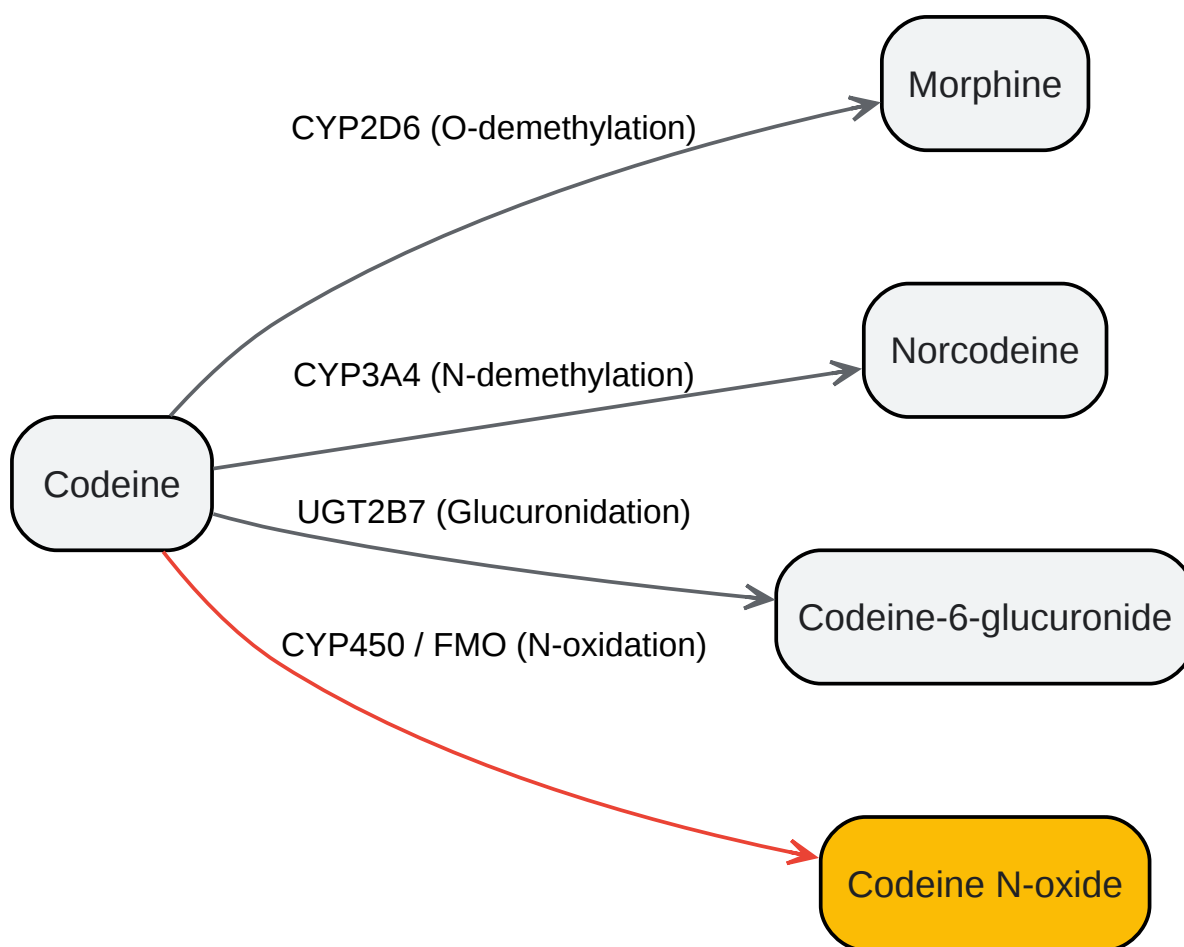 Morphine
CYP2D6 (O-demethylation)
Norcodeine
CYP3A4 (N-demethylation)
Codeine
UGT2B7 (Glucuronidation)
Codeine-6-glucuronide
CYP450 / FMO (N-oxidation)
Codeine N-oxide